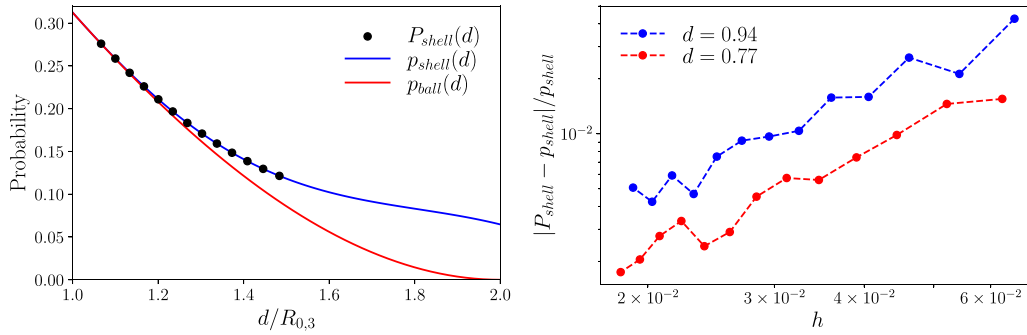 0.30
0.25
0.20
0.15
0.10
0.05
0.00
Probability
P_{shell}(d)
p_{shell}(d)
p_{ball}(d)
1.0 1.2 1.4 1.6 1.8 2.0
d/R_{0,3}
|P_{shell} − p_{shell}|/p_{shell}
10^{−2}
d = 0.94
d = 0.77
2 × 10^{−2} 3 × 10^{−2} 4 × 10^{−2} 6 × 10^{−2}
h